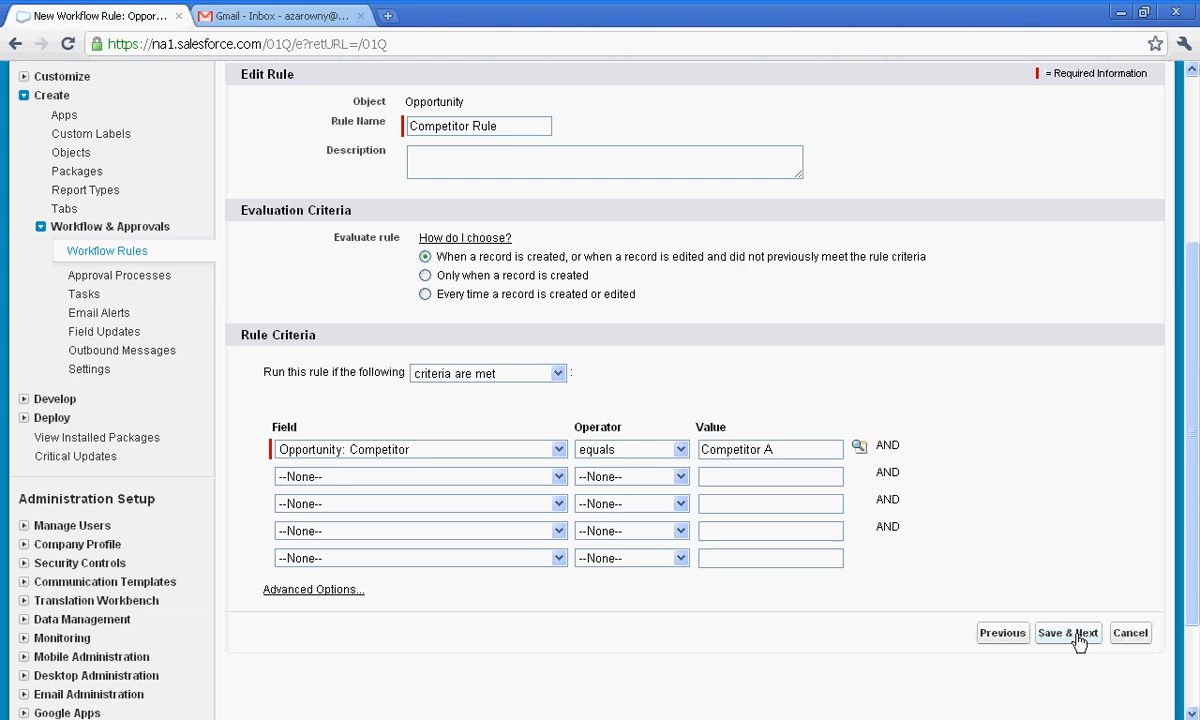 New Workflow Rule: Oppor...
Gmail - Inbox - azarowny@...
https://na1.salesforce.com/01Q/e?retURL=/01Q
Customize
Create
Apps
Custom Labels
Objects
Packages
Report Types
Tabs
Workflow & Approvals
Workflow Rules
Approval Processes
Tasks
Email Alerts
Field Updates
Outbound Messages
Settings
Develop
Deploy
View Installed Packages
Critical Updates
Administration Setup
Manage Users
Company Profile
Security Controls
Communication Templates
Translation Workbench
Data Management
Monitoring
Mobile Administration
Desktop Administration
Email Administration
Google Apps
Edit Rule
= Required Information
Object Opportunity
Rule Name Competitor Rule
Description
Evaluation Criteria
Evaluate rule How do I choose?
When a record is created, or when a record is edited and did not previously meet the rule criteria
Only when a record is created
Every time a record is created or edited
Rule Criteria
Run this rule if the following criteria are met :
Field Operator Value
Opportunity: Competitor equals Competitor A AND
--None-- --None-- AND
--None-- --None-- AND
--None-- --None-- AND
--None-- --None--
Advanced Options...
Previous Save & Next Cancel